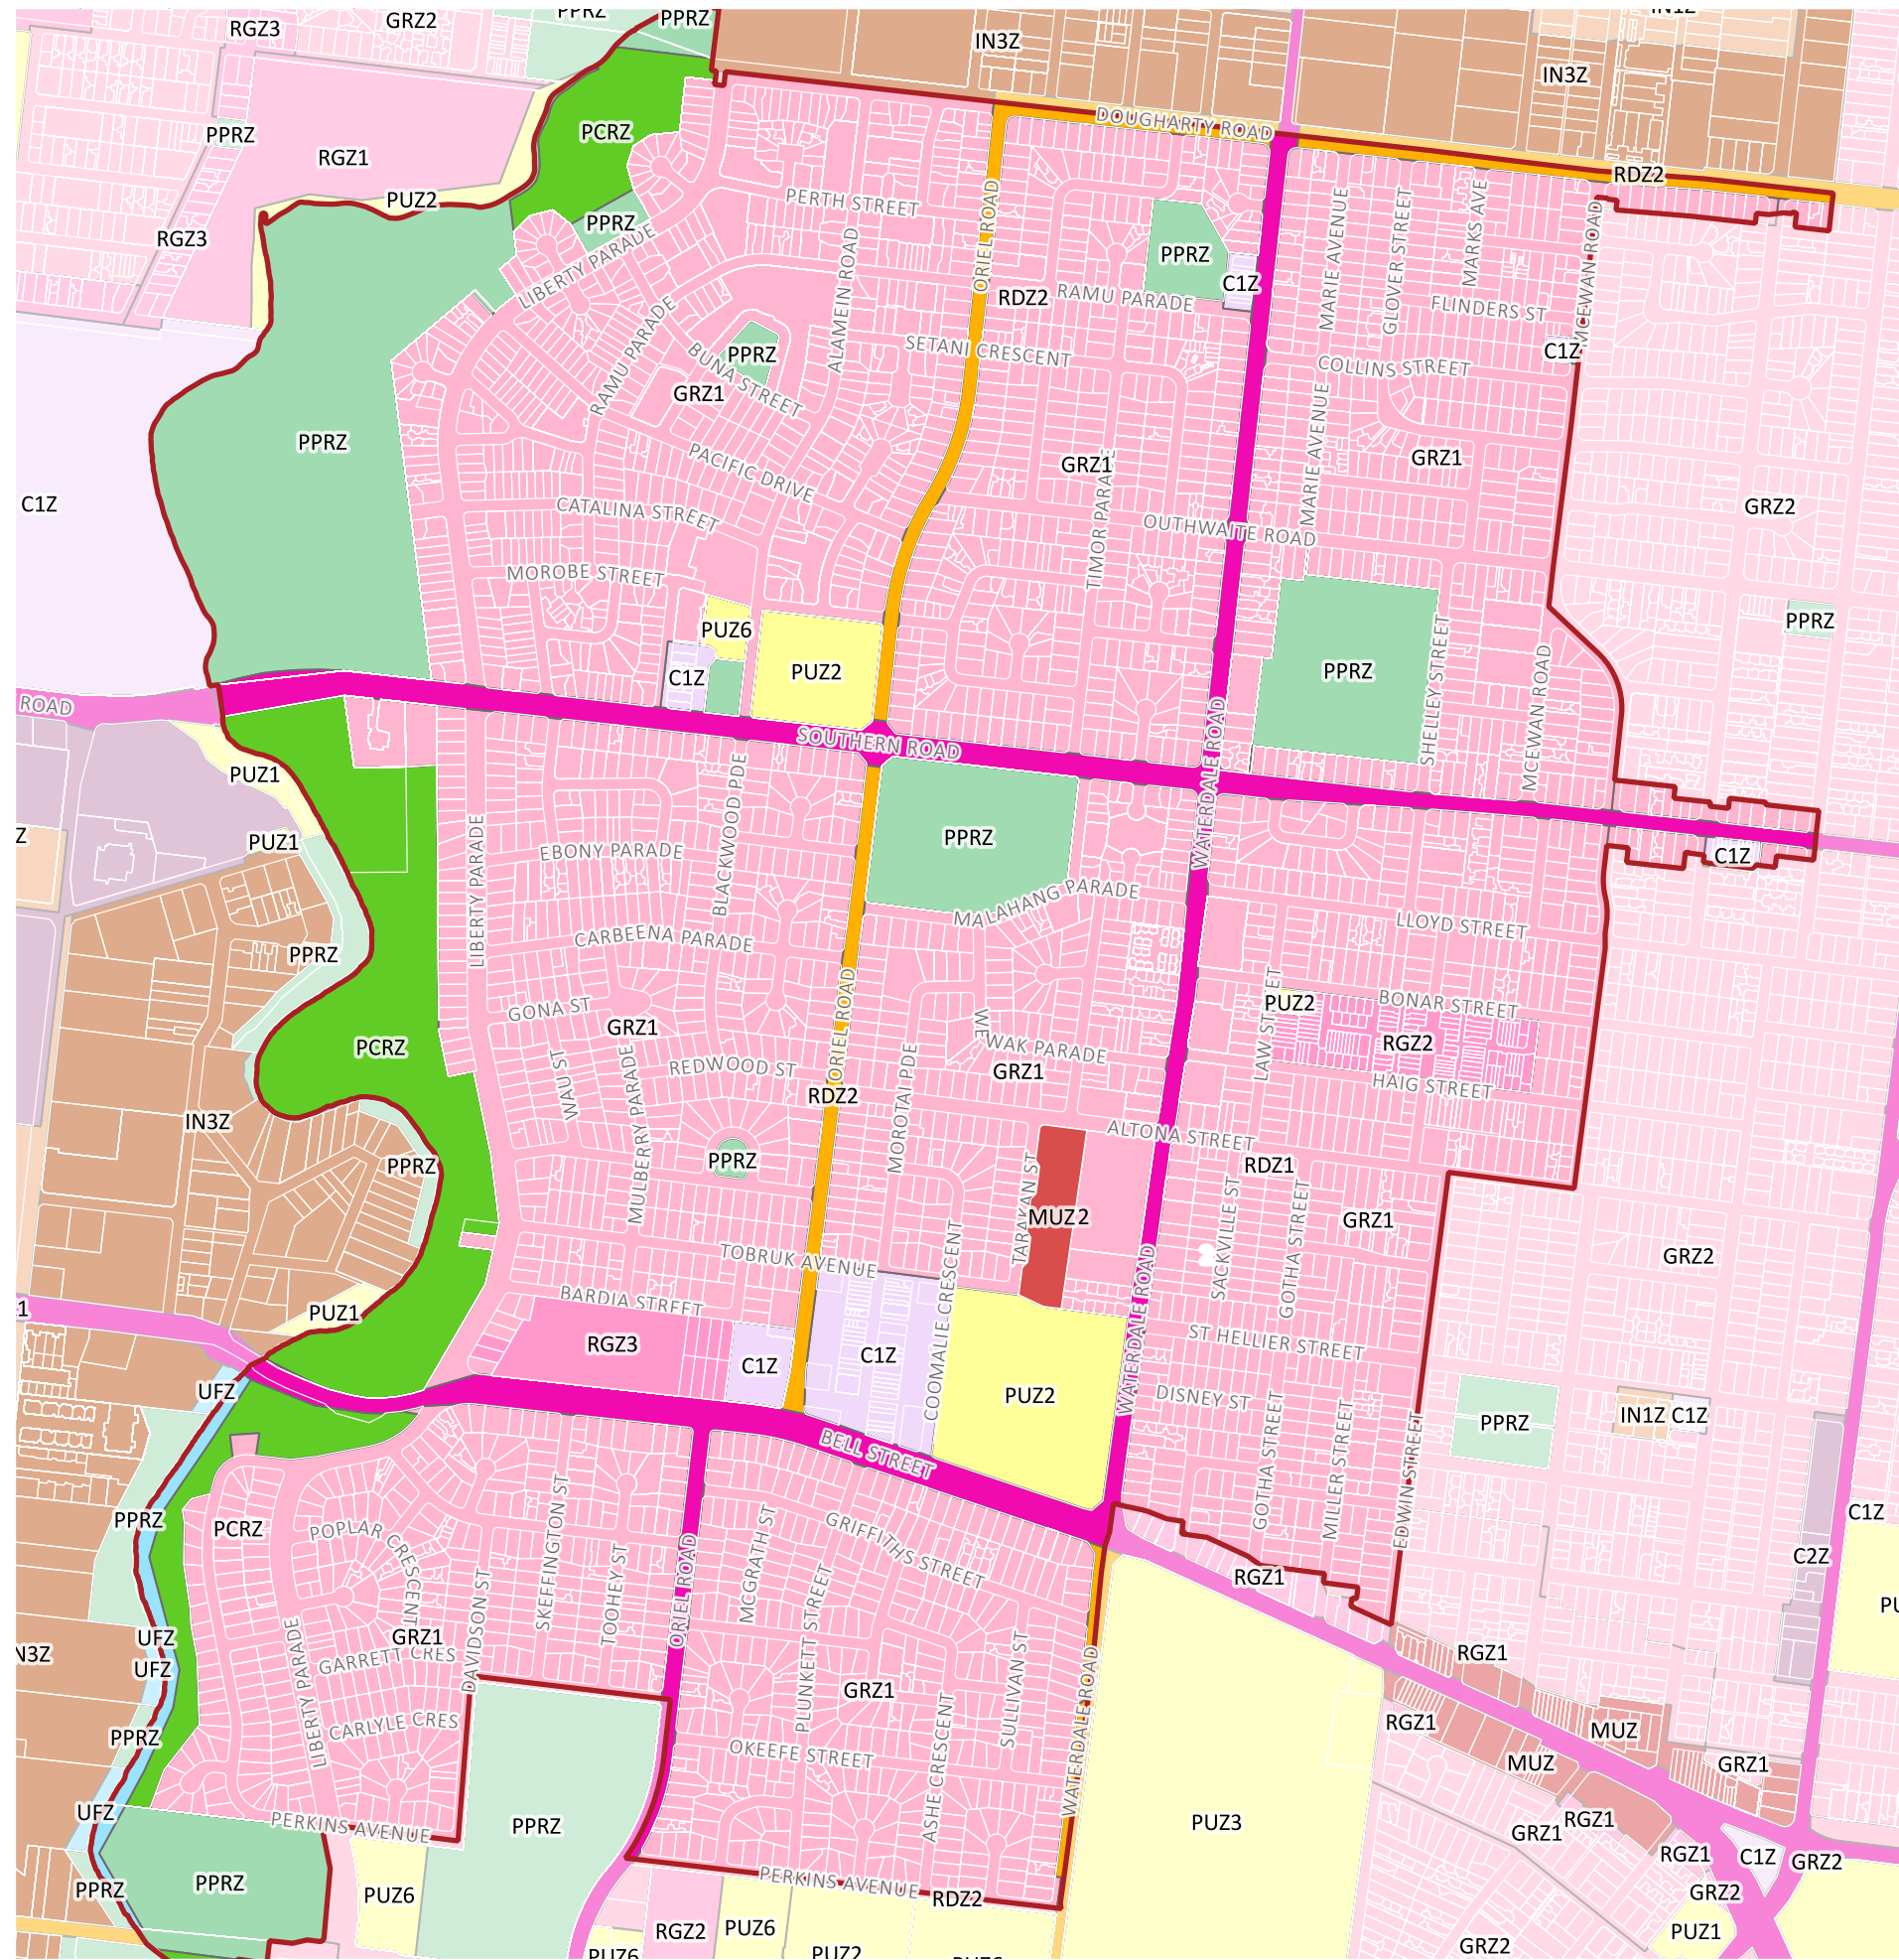 PPRZ
PPRZ
IN1Z
RGZ3
GRZ2
IN3Z
IN3Z
DOUGHARTY ROAD
PCRZ
PPRZ
RGZ1
RDZ2
PUZ2
PERTH STREET
ORIEL ROAD
MARIE AVENUE
GLOVER STREET
MARKS AVE
MCEWAN ROAD
PPRZ
RGZ3
LIBERTY PARADE
ALAMEIN ROAD
PPRZ
C1Z
RDZ2
RAMU PARADE
FLINDERS ST
RAMU PARADE
PPRZ
BUNA STREET
SETANI CRESCENT
C1Z
COLLINS STREET
GRZ1
PPRZ
MARIE AVENUE
GRZ1
GRZ1
PACIFIC DRIVE
C1Z
CATALINA STREET
TIMOR PARADE
OUTHWAITE ROAD
GRZ2
MOROBE STREET
PUZ6
PPRZ
C1Z
PUZ2
PPRZ
SHELLEY STREET
MCEWAN ROAD
ROAD
SOUTHERN ROAD
WATERDALE ROAD
PUZ1
BLACKWOOD PDE
Z
PUZ1
PPRZ
C1Z
EBONY PARADE
LIBERTY PARADE
MALAHANG PARADE
LLOYD STREET
CARBEENA PARADE
PPRZ
GONA ST
ORIEL ROAD
LAW STREET
PUZ2
BONAR STREET
GRZ1
WE
WAK PARADE
RGZ2
PCRZ
REDWOOD ST
GRZ1
HAIG STREET
WAU ST
MULBERRY PARADE
RDZ2
MOROTAI PDE
IN3Z
ALTONA STREET
PPRZ
PPRZ
RDZ1
TARAKAN ST
MUZ2
SACKVILLE ST
GOTHA STREET
GRZ1
TOBRUK AVENUE
COOMALIE CRESCENT
WATERDALE ROAD
GRZ2
1
PUZ1
BARDIA STREET
RGZ3
C1Z
C1Z
ST HELLIER STREET
UFZ
PUZ2
DISNEY ST
PPRZ
IN1Z
C1Z
BELL STREET
GOTHA STREET
MILLER STREET
EDWIN STREET
PPRZ
PCRZ
POPLAR CRESCENT
SKEFFINGTON ST
TOOHEY ST
ORIEL ROAD
MCGRATH ST
GRIFFITHS STREET
C1Z
C2Z
RGZ1
PU
UFZ
GRZ1
DAVIDSON ST
PLUNKETT STREET
SULLIVAN ST
N3Z
UFZ
LIBERTY PARADE
GARRETT CRES
RGZ1
GRZ1
WATERDALE ROAD
PPRZ
CARLYLE CRES
RGZ1
MUZ
OKEEFE STREET
ASHE CRESCENT
MUZ
GRZ1
UFZ
PERKINS AVENUE
PPRZ
PUZ3
RGZ1
GRZ1
RGZ1
C1Z
GRZ2
PPRZ
PPRZ
PUZ6
PERKINS AVENUE
RDZ2
GRZ2
RGZ2
PUZ6
PUZ1
PUZ6
PUZ2
GRZ2